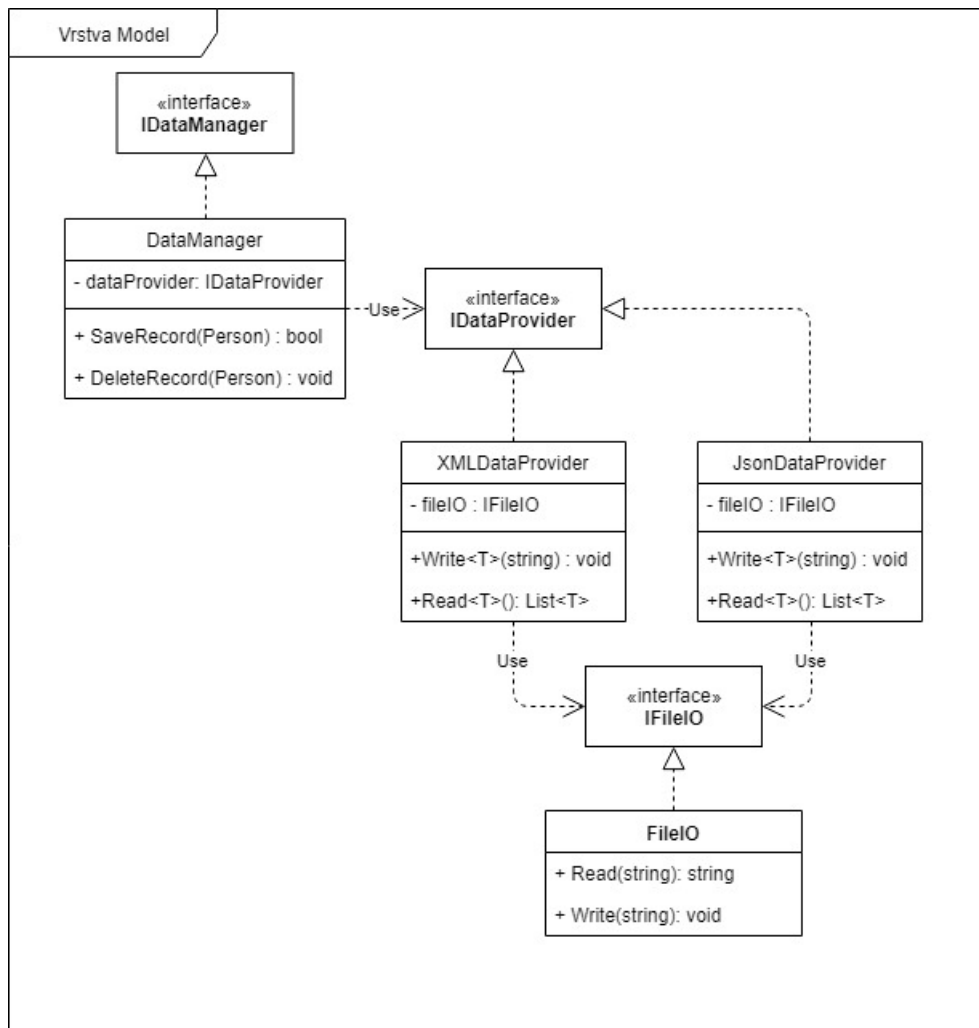 Vrstva Model
«interface»
IDataManager
DataManager
- dataProvider: IDataProvider
+ SaveRecord(Person) : bool
+ DeleteRecord(Person) : void
Use
«interface»
IDataProvider
XMLDataProvider
- fileIO : IFileIO
+Write<T>(string) : void
+Read<T>(): List<T>
JsonDataProvider
- fileIO : IFileIO
+Write<T>(string) : void
+Read<T>(): List<T>
Use
Use
«interface»
IFileIO
FileIO
+ Read(string): string
+ Write(string): void